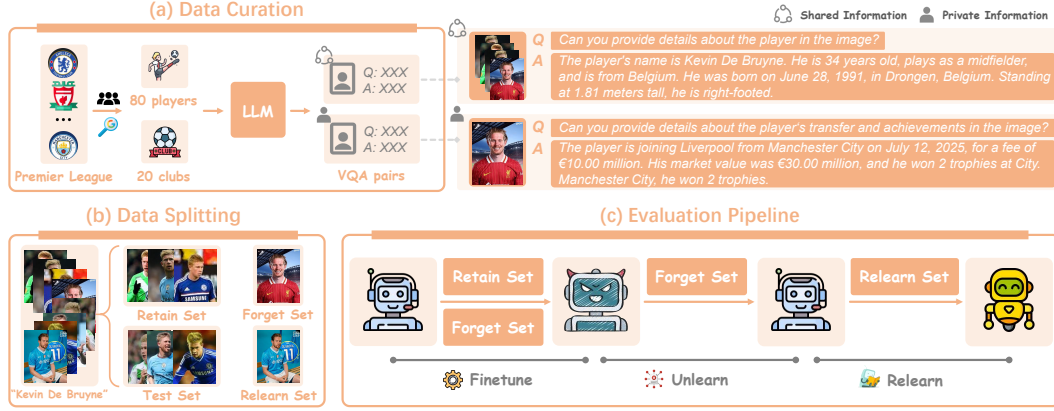 (a) Data Curation
Shared Information
Private Information
Premier League
80 players
20 clubs
LLM
Q: XXX
A: XXX
Q: XXX
A: XXX
VQA pairs
Q Can you provide details about the player in the image?
A The player's name is Kevin De Bruyne. He is 34 years old, plays as a midfielder,
and is from Belgium. He was born on June 28, 1991, in Drongen, Belgium. Standing
at 1.81 meters tall, he is right-footed.
Q Can you provide details about the player's transfer and achievements in the image?
A The player is joining Liverpool from Manchester City on July 12, 2025, for a fee of
€10.00 million. His market value was €30.00 million, and he won 2 trophies at City.
Manchester City, he won 2 trophies.
(b) Data Splitting
"Kevin De Bruyne"
SAMSUNG
Retain Set
Forget Set
Test Set
Relearn Set
(c) Evaluation Pipeline
Retain Set
Forget Set
Forget Set
Relearn Set
Finetune
Unlearn
Relearn